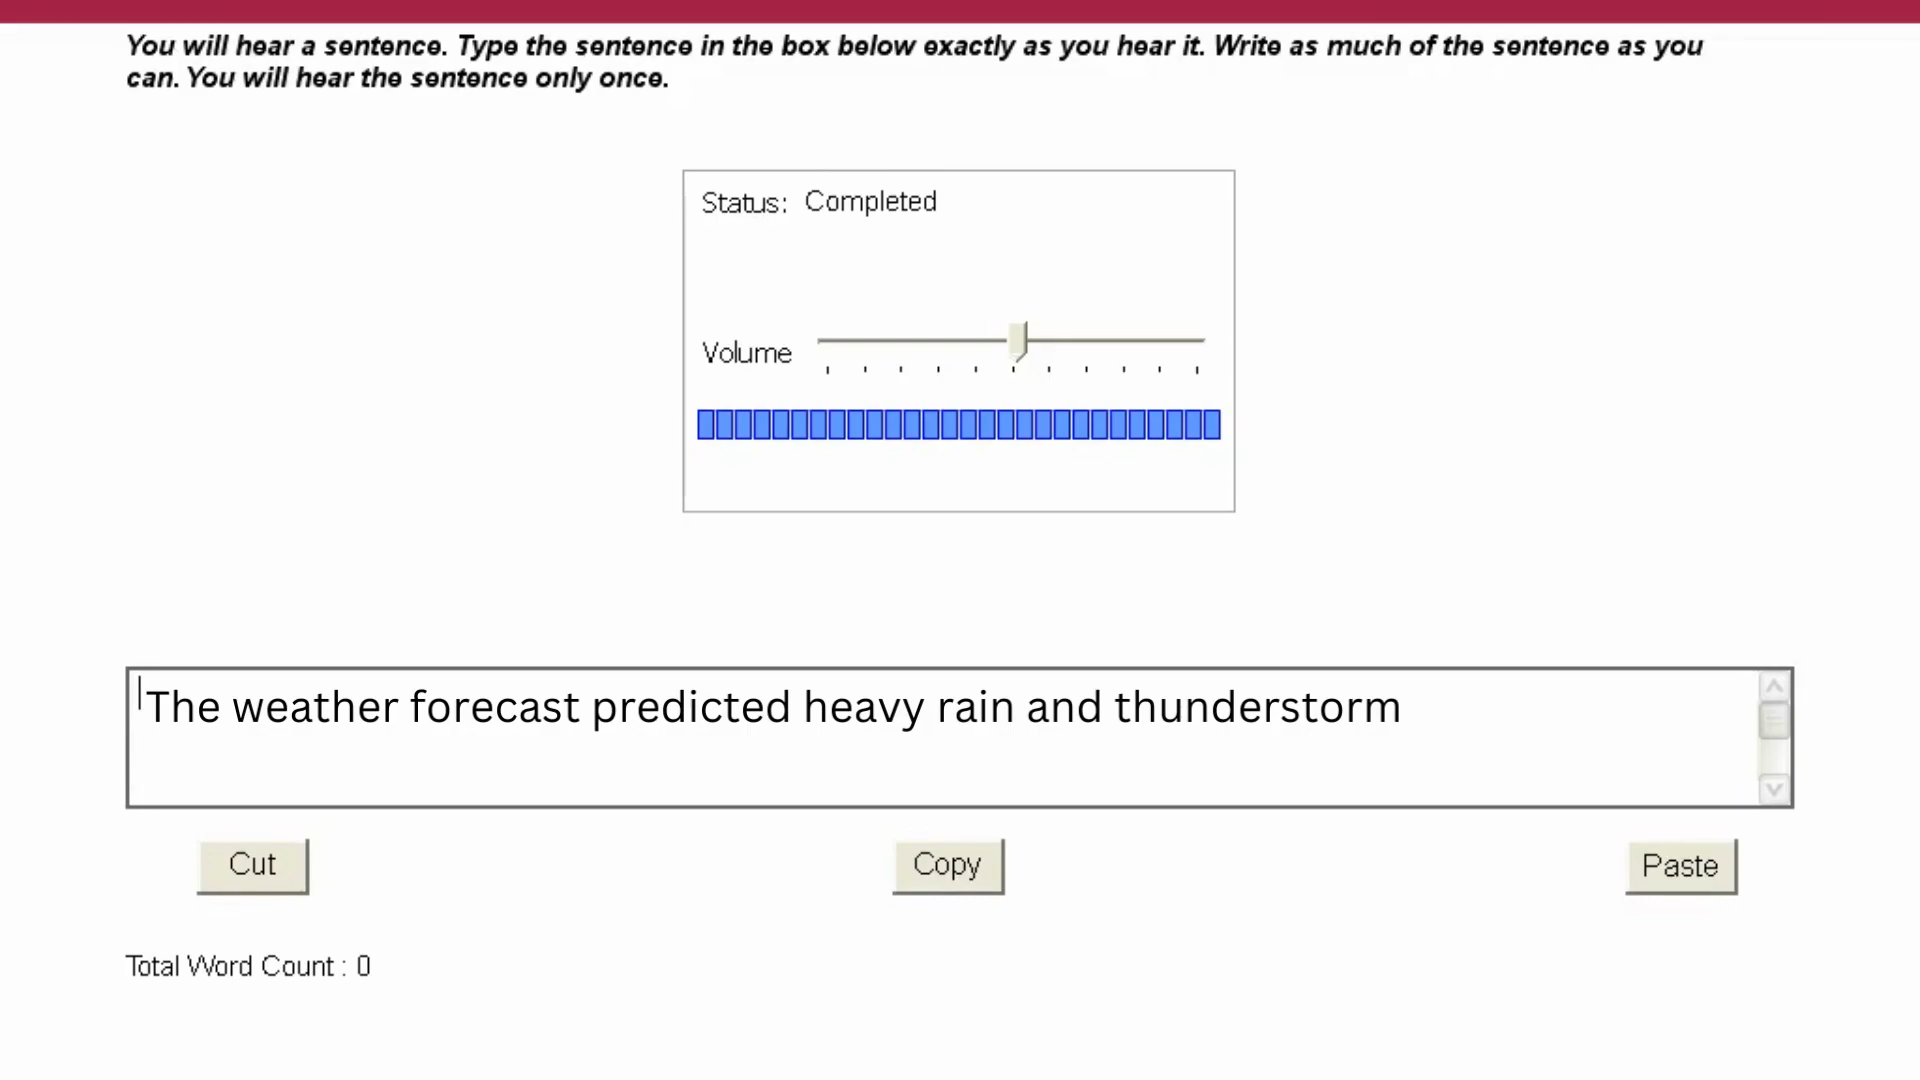 You will hear a sentence. Type the sentence in the box below exactly as you hear it. Write as much of the sentence as you
can. You will hear the sentence only once.
Status: Completed
Volume
The weather forecast predicted heavy rain and thunderstorm
Cut
Copy
Paste
Total Word Count : 0